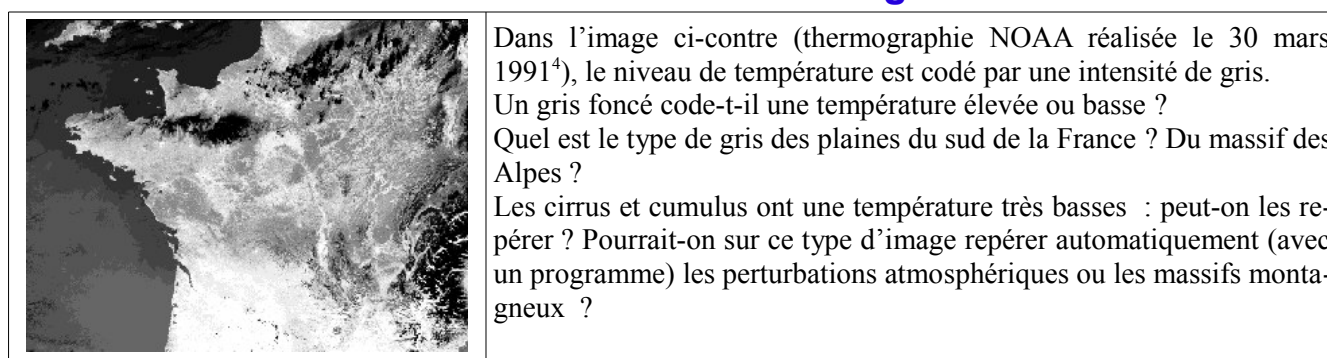 Dans l’image ci-contre (thermographie NOAA réalisée le 30 mars
1991⁴), le niveau de température est codé par une intensité de gris.
Un gris foncé code-t-il une température élevée ou basse ?
Quel est le type de gris des plaines du sud de la France ? Du massif des
Alpes ?
Les cirrus et cumulus ont une température très basses : peut-on les re-
pérer ? Pourrait-on sur ce type d’image repérer automatiquement (avec
un programme) les perturbations atmosphériques ou les massifs monta-
gneux ?